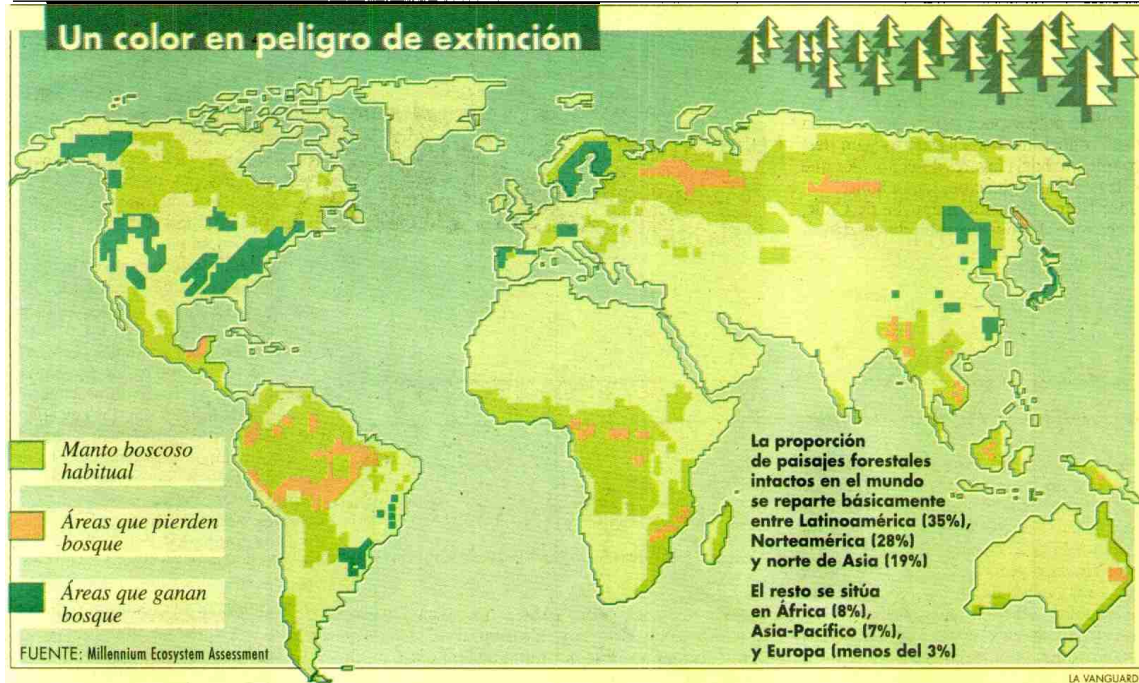 Un color en peligro de extinción
Manto boscoso
habitual
Áreas que pierden
bosque
Áreas que ganan
bosque
FUENTE: Millennium Ecosystem Assessment
La proporción
de paisajes forestales
intactos en el mundo
se reparte básicamente
entre Latinoamérica (35%),
Norteamérica (28%)
y norte de Asia (19%)
El resto se sitúa
en África (8%),
Asia-Pacífico (7%),
y Europa (menos del 3%)
LA VANGUARD